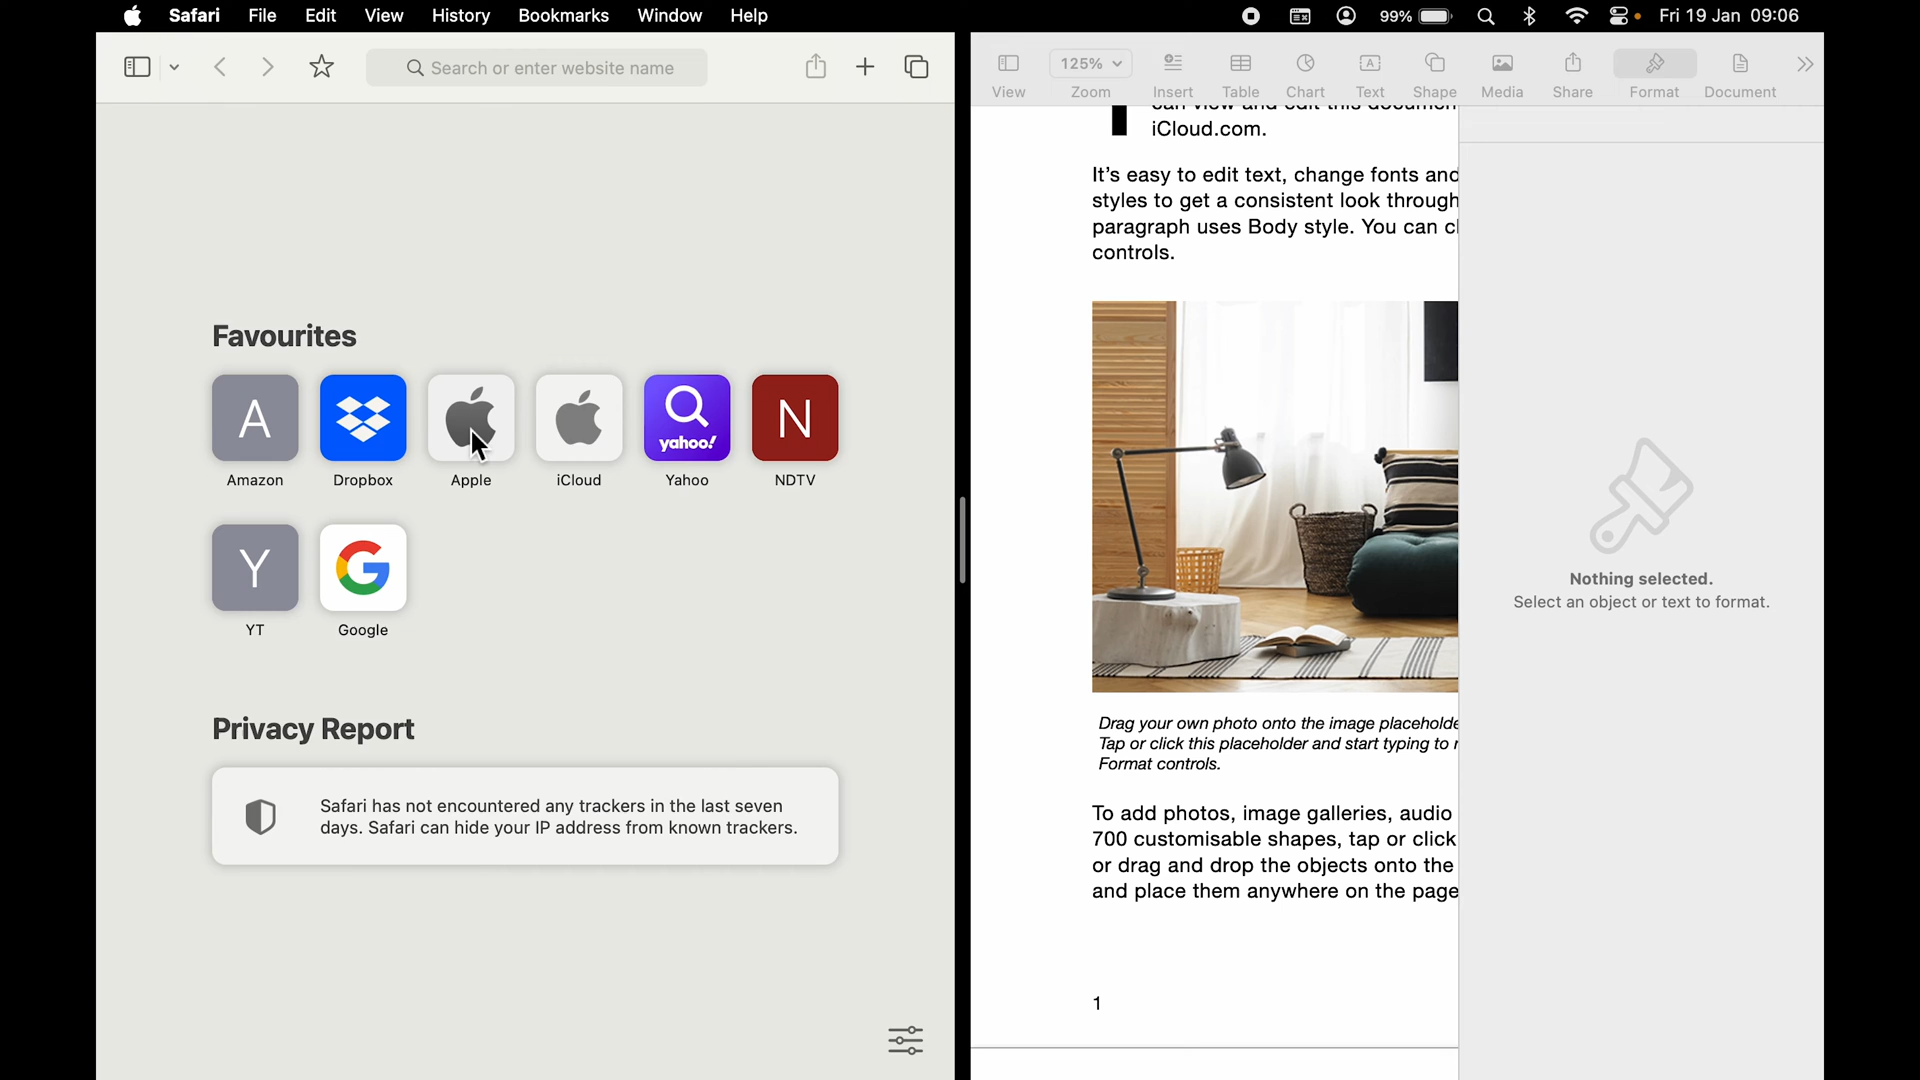 Safari File Edit View History Bookmarks Window Help 99% Fri 19 Jan 09:06
Search or enter website name
Favourites
A
yahoo!
N
Amazon Dropbox Apple iCloud Yahoo NDTV
Y
G
YT Google
Privacy Report
Safari has not encountered any trackers in the last seven
days. Safari can hide your IP address from known trackers.
125%
View Zoom Insert Table Chart Text Shape Media Share Format Document
can view and edit this documen
iCloud.com.
It's easy to edit text, change fonts and
styles to get a consistent look through
paragraph uses Body style. You can cl
controls.
Drag your own photo onto the image placeholde
Tap or click this placeholder and start typing to r
Format controls.
To add photos, image galleries, audio
700 customisable shapes, tap or click
or drag and drop the objects onto the
and place them anywhere on the page
1
Nothing selected.
Select an object or text to format.